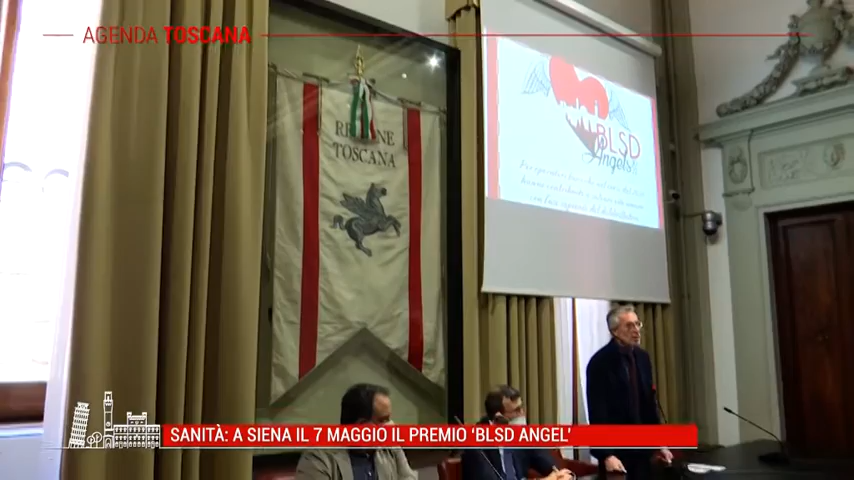 AGENDA TOSCANA
REGIONE
TOSCANA
BLSD
Angels
SANITÀ: A SIENA IL 7 MAGGIO IL PREMIO ‘BLSD ANGEL’